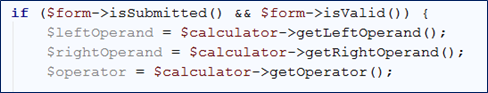 if ($form->isSubmitted() && $form->isValid()) {
    $leftOperand = $calculator->getLeftOperand();
    $rightOperand = $calculator->getRightOperand();
    $operator = $calculator->getOperator();